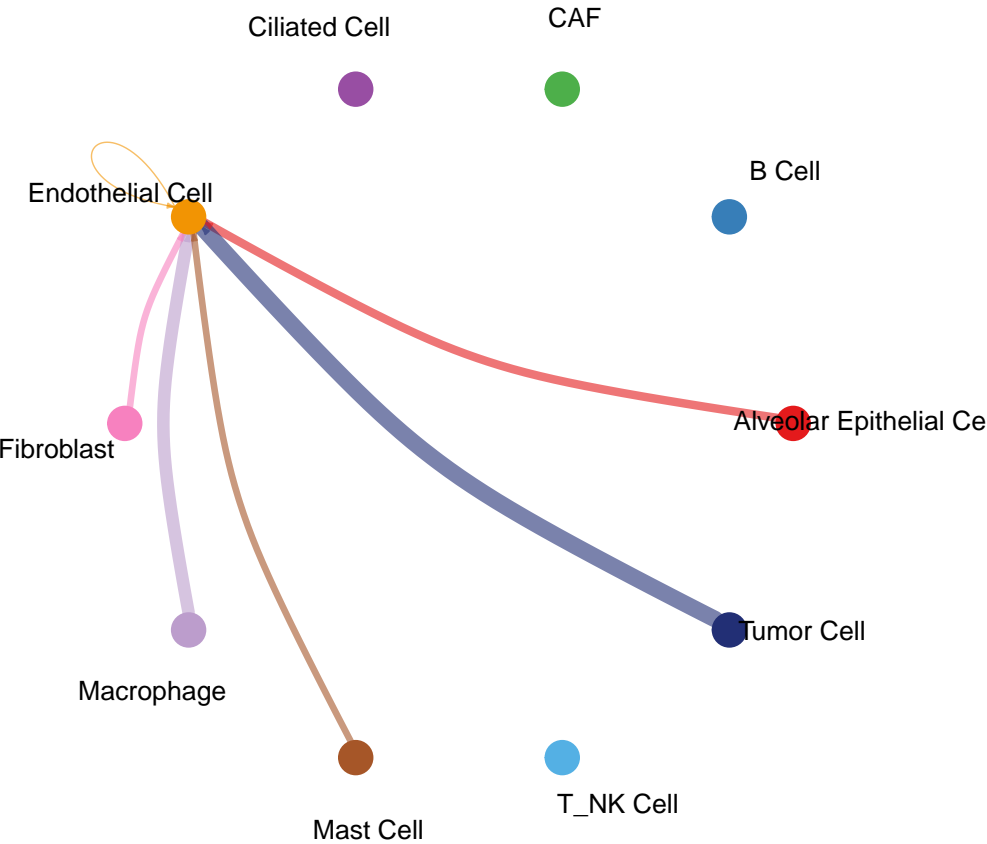 CAF
Ciliated Cell
B Cell
Endothelial Cell
Alveolar Epithelial Ce
Fibroblast
Tumor Cell
Macrophage
T_NK Cell
Mast Cell